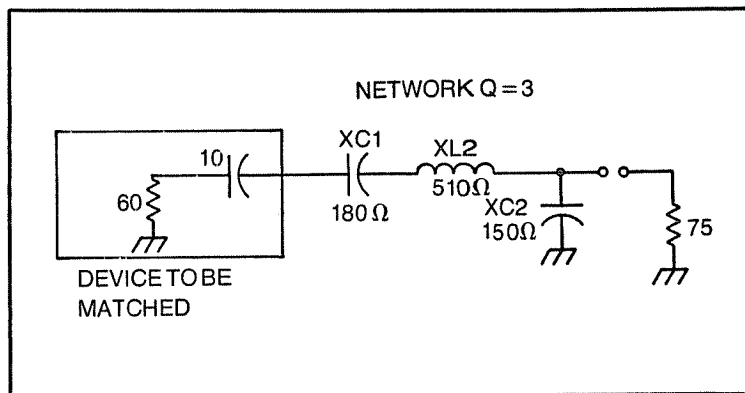 NETWORK Q = 3
XC1
XL2
10
60
180 Ω
510Ω
XC2
150Ω
75
DEVICE TO BE
MATCHED